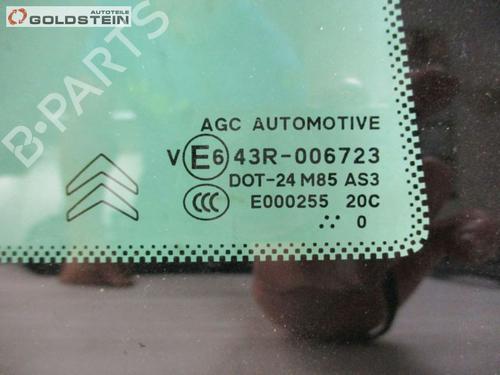 AUTOTEILE
GOLDSTEIN
B-PARTS
AGC AUTOMOTIVE
V E6 43R-006723
DOT-24 M85 AS3
CCC E000255 20C
0